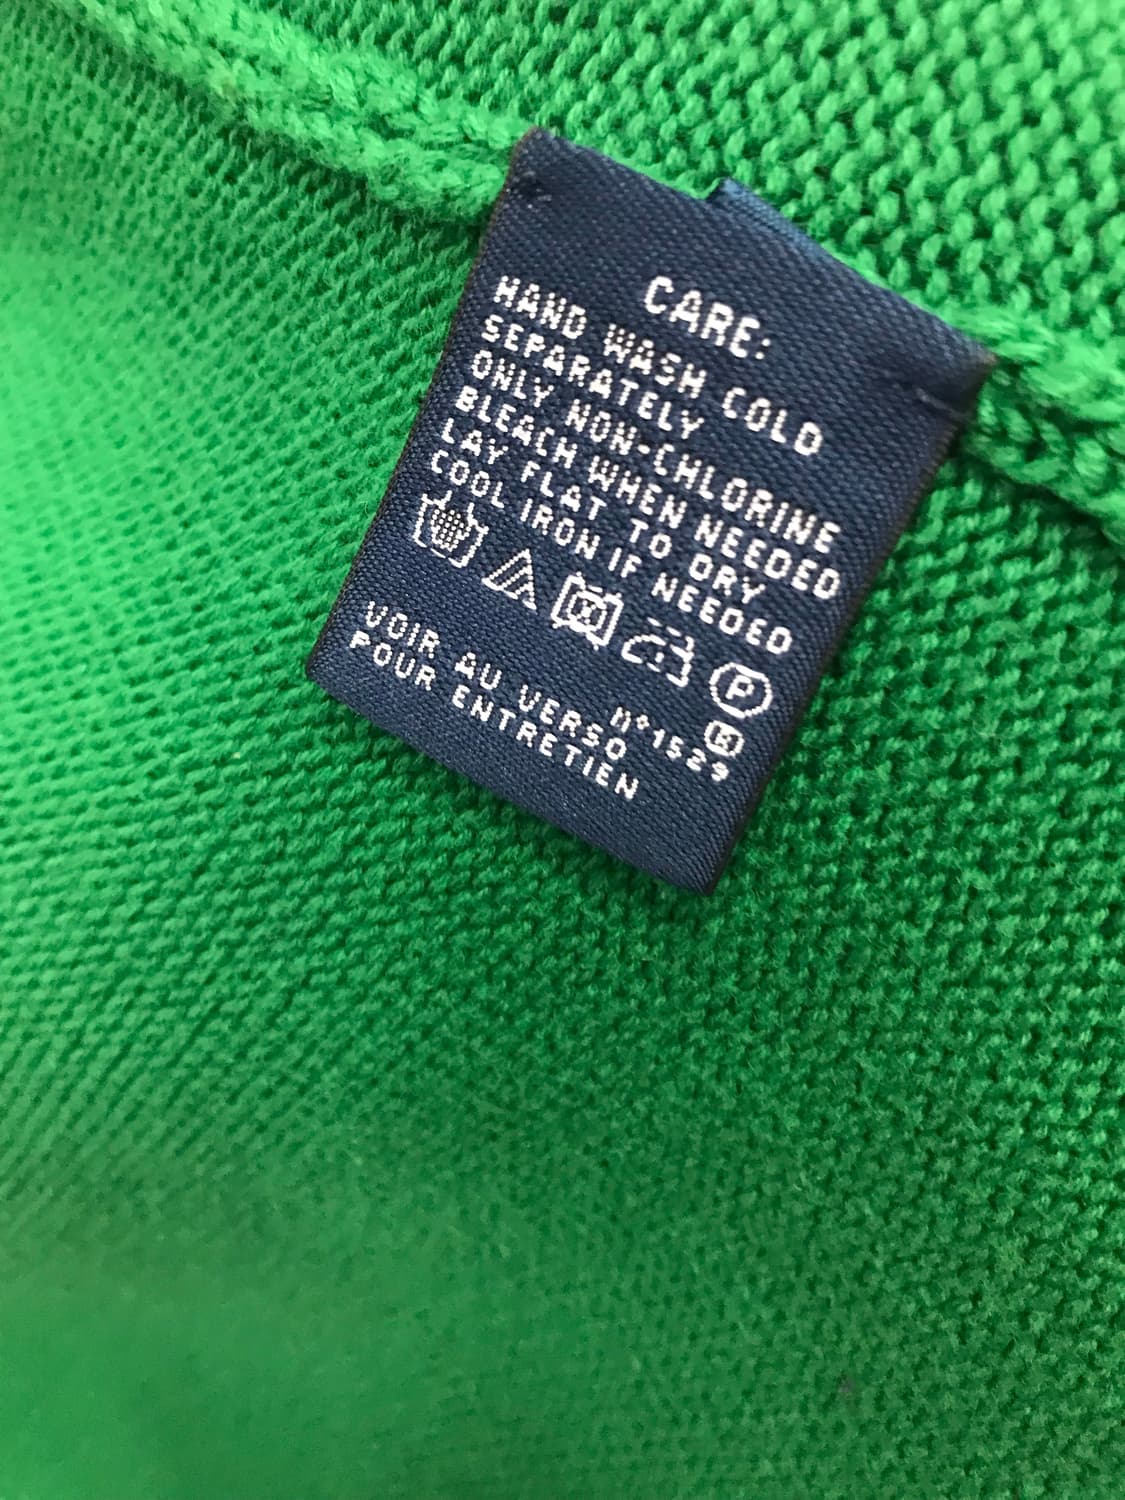 CARE:
HAND WASH COLD
SEPARATELY
ONLY NON-CHLORINE
BLEACH WHEN NEEDED
LAY FLAT TO DRY
COOL IRON IF NEEDED
P
K
N°1529
VOIR AU VERSO
POUR ENTRETIEN